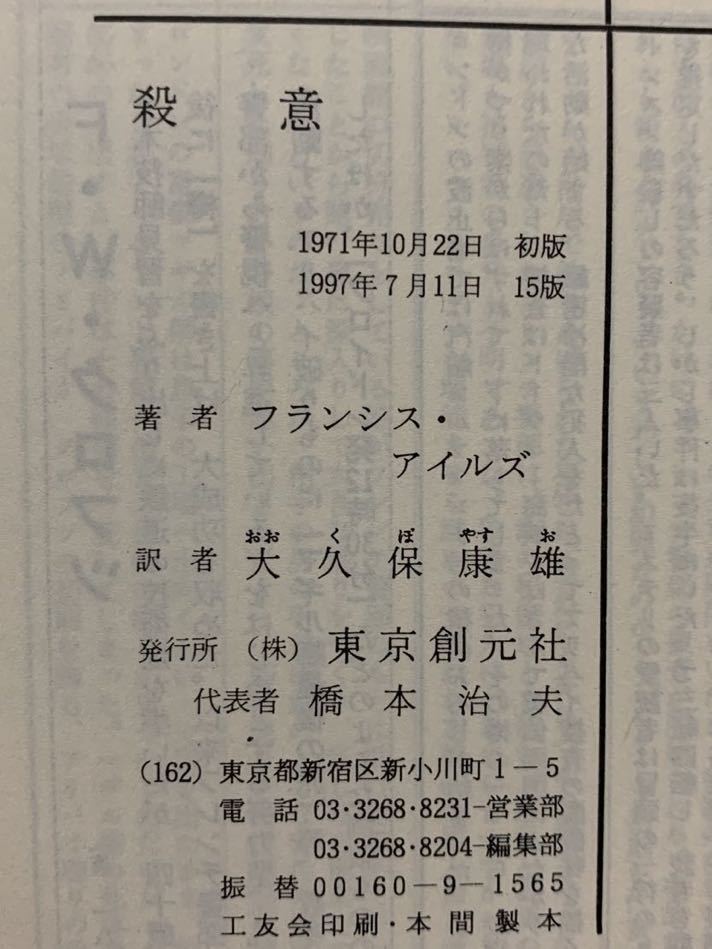 殺意
1971年10月22日 初版
1997年7月11日 15版
著者 フランシス・
アイルズ
おお く ぼ やす お
訳者 大久保康雄
発行所 (株) 東京創元社
代表者 橋本治夫
(162) 東京都新宿区新小川町1-5
電話 03・3268・8231-営業部
03・3268・8204-編集部
振替 00160-9-1565
工友会印刷・本間製本